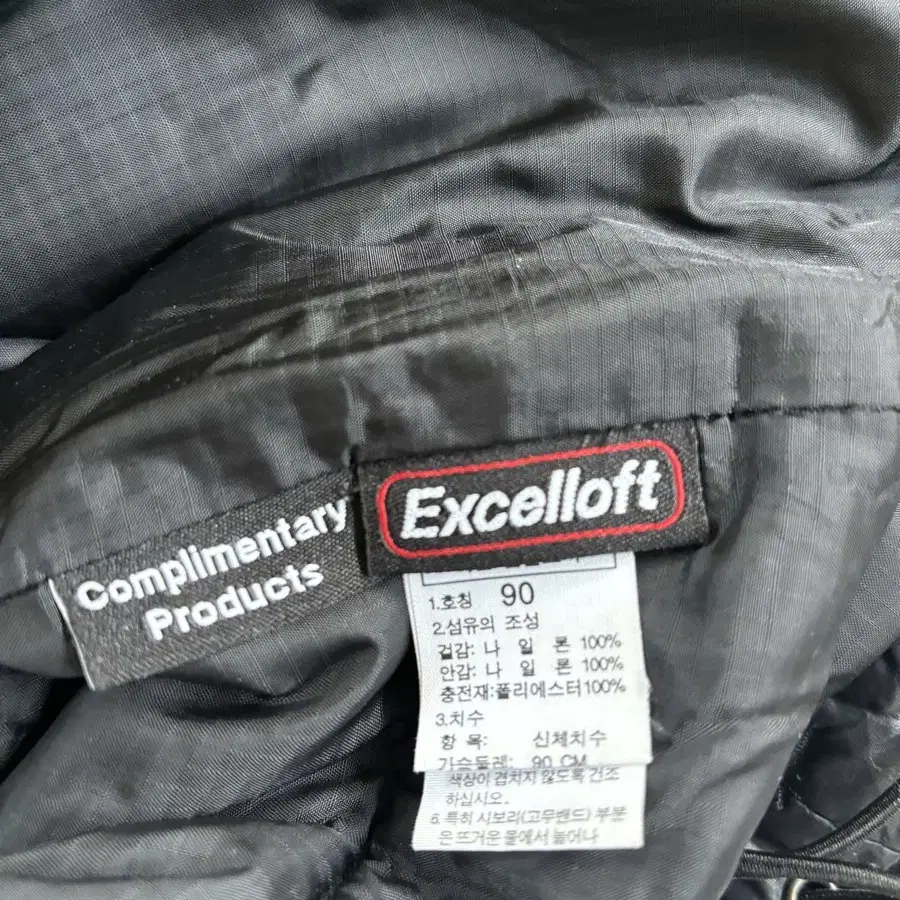 Complimentary
Products
Excelloft
1.호칭 90
2.섬유의 조성
겉감: 나 일 론 100%
안감: 나 일 론 100%
충전재:폴리에스터100%
3.치수
항 목: 신체치수
가슴둘레: 90 CM
색상이 겹치지 않도록 건조
하십시오.
6. 특히 시보리(고무밴드) 부분
은 뜨거운 물에서 늘어나